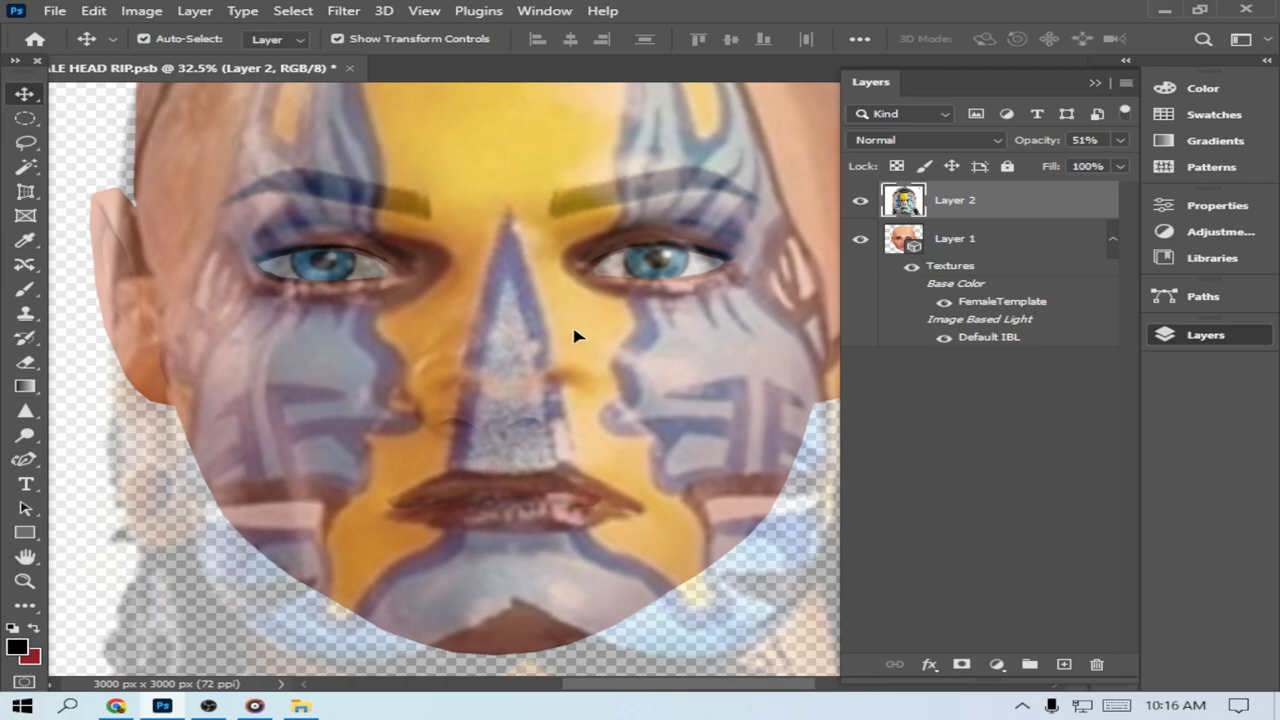 Ps File Edit Image Layer Type Select Filter 3D View Plugins Window Help
Auto-Select: Layer Show Transform Controls 3D Mode:
LE HEAD RIP.psb @ 32.5% (Layer 2, RGB/8) *
Layers
Kind
Normal Opacity: 51%
Lock: Fill: 100%
Layer 2
Layer 1
Textures
Base Color
FemaleTemplate
Image Based Light
Default IBL
Color
Swatches
Gradients
Patterns
Properties
Adjustme...
Libraries
Paths
Layers
3000 px x 3000 px (72 ppi)
Ps 10:16 AM